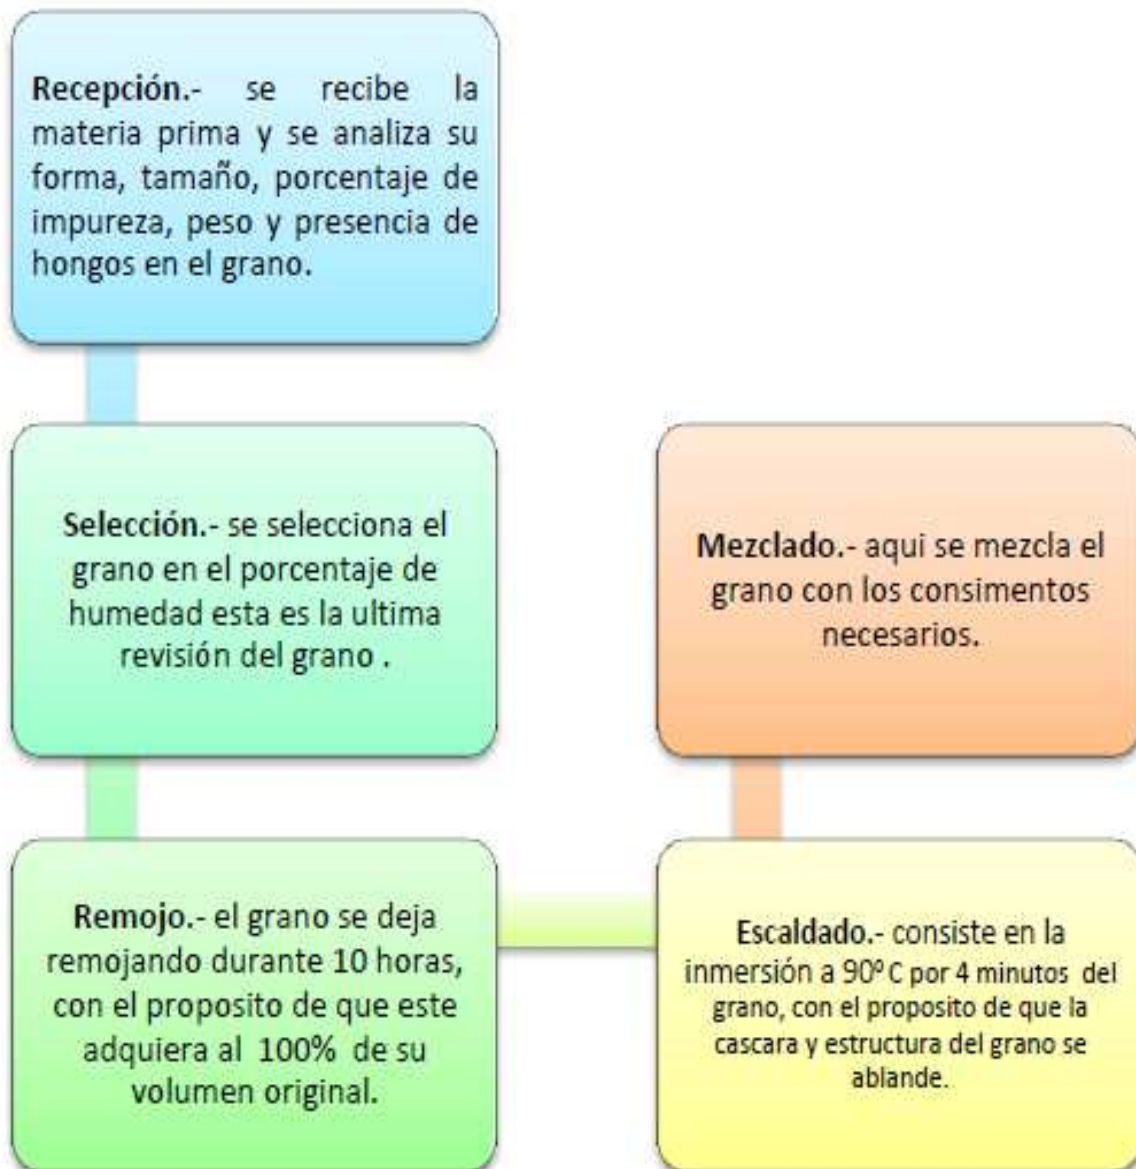 Recepción.- se recibe la
materia prima y se analiza su
forma, tamaño, porcentaje de
impureza, peso y presencia de
hongos en el grano.
Selección.- se selecciona el
grano en el porcentaje de
humedad esta es la ultima
revisión del grano .
Remojo.- el grano se deja
remojando durante 10 horas,
con el proposito de que este
adquiera al 100% de su
volumen original.
Escaldado.- consiste en la
inmersión a 90º C por 4 minutos del
grano, con el proposito de que la
cascara y estructura del grano se
ablande.
Mezclado.- aqui se mezcla el
grano con los consimentos
necesarios.